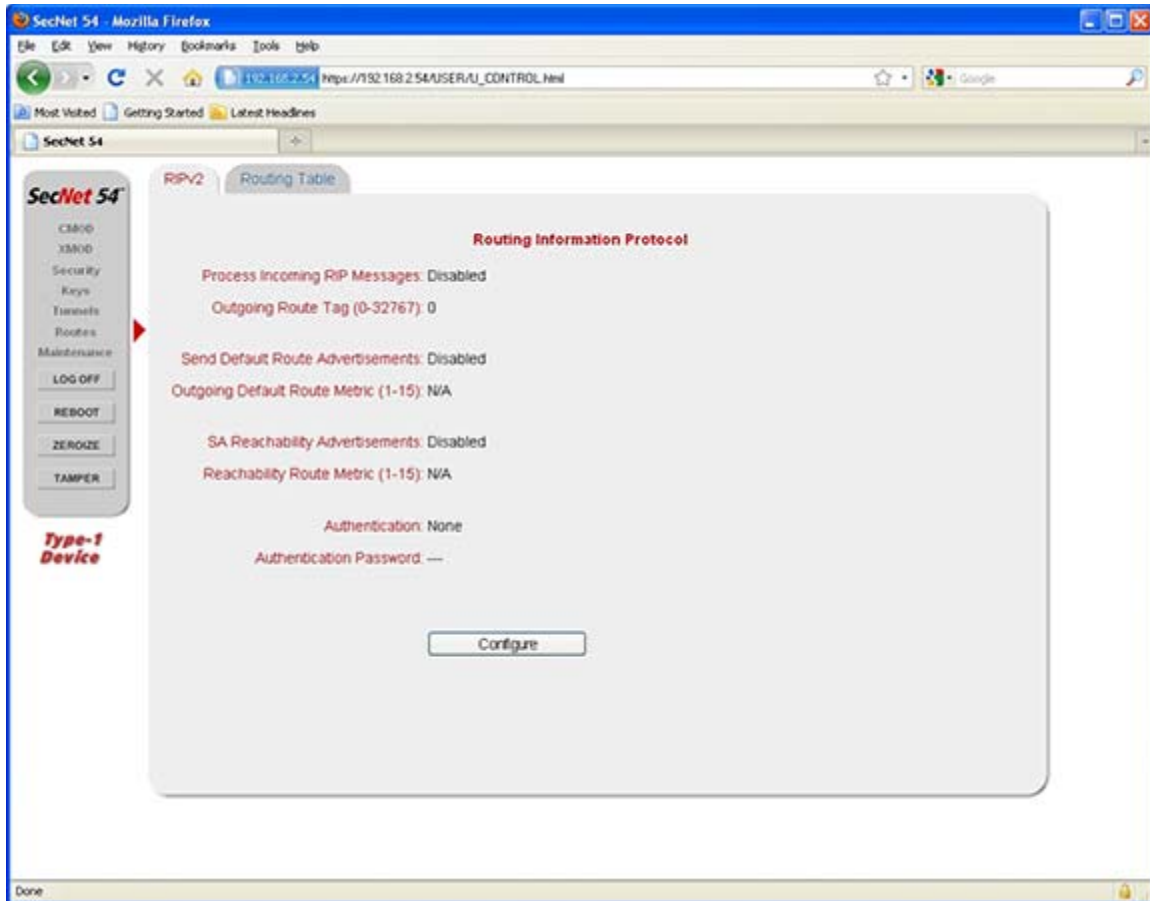 SecNet 54 - Mozilla Firefox
File Edit View History Bookmarks Tools Help
192.168.2.54 https://192.168.2.54/USER/U_CONTROL.html
Google
Most Visited Getting Started Latest Headlines
SecNet 54
SecNet 54™
CMOD
XMOD
Security
Keys
Tunnels
Routes
Maintenance
LOG OFF
REBOOT
ZEROIZE
TAMPER
Type-1
Device
RIPv2 Routing Table
Routing Information Protocol
Process Incoming RIP Messages: Disabled
Outgoing Route Tag (0-32767): 0
Send Default Route Advertisements: Disabled
Outgoing Default Route Metric (1-15): N/A
SA Reachability Advertisements: Disabled
Reachability Route Metric (1-15): N/A
Authentication: None
Authentication Password: ---
Configure
Done